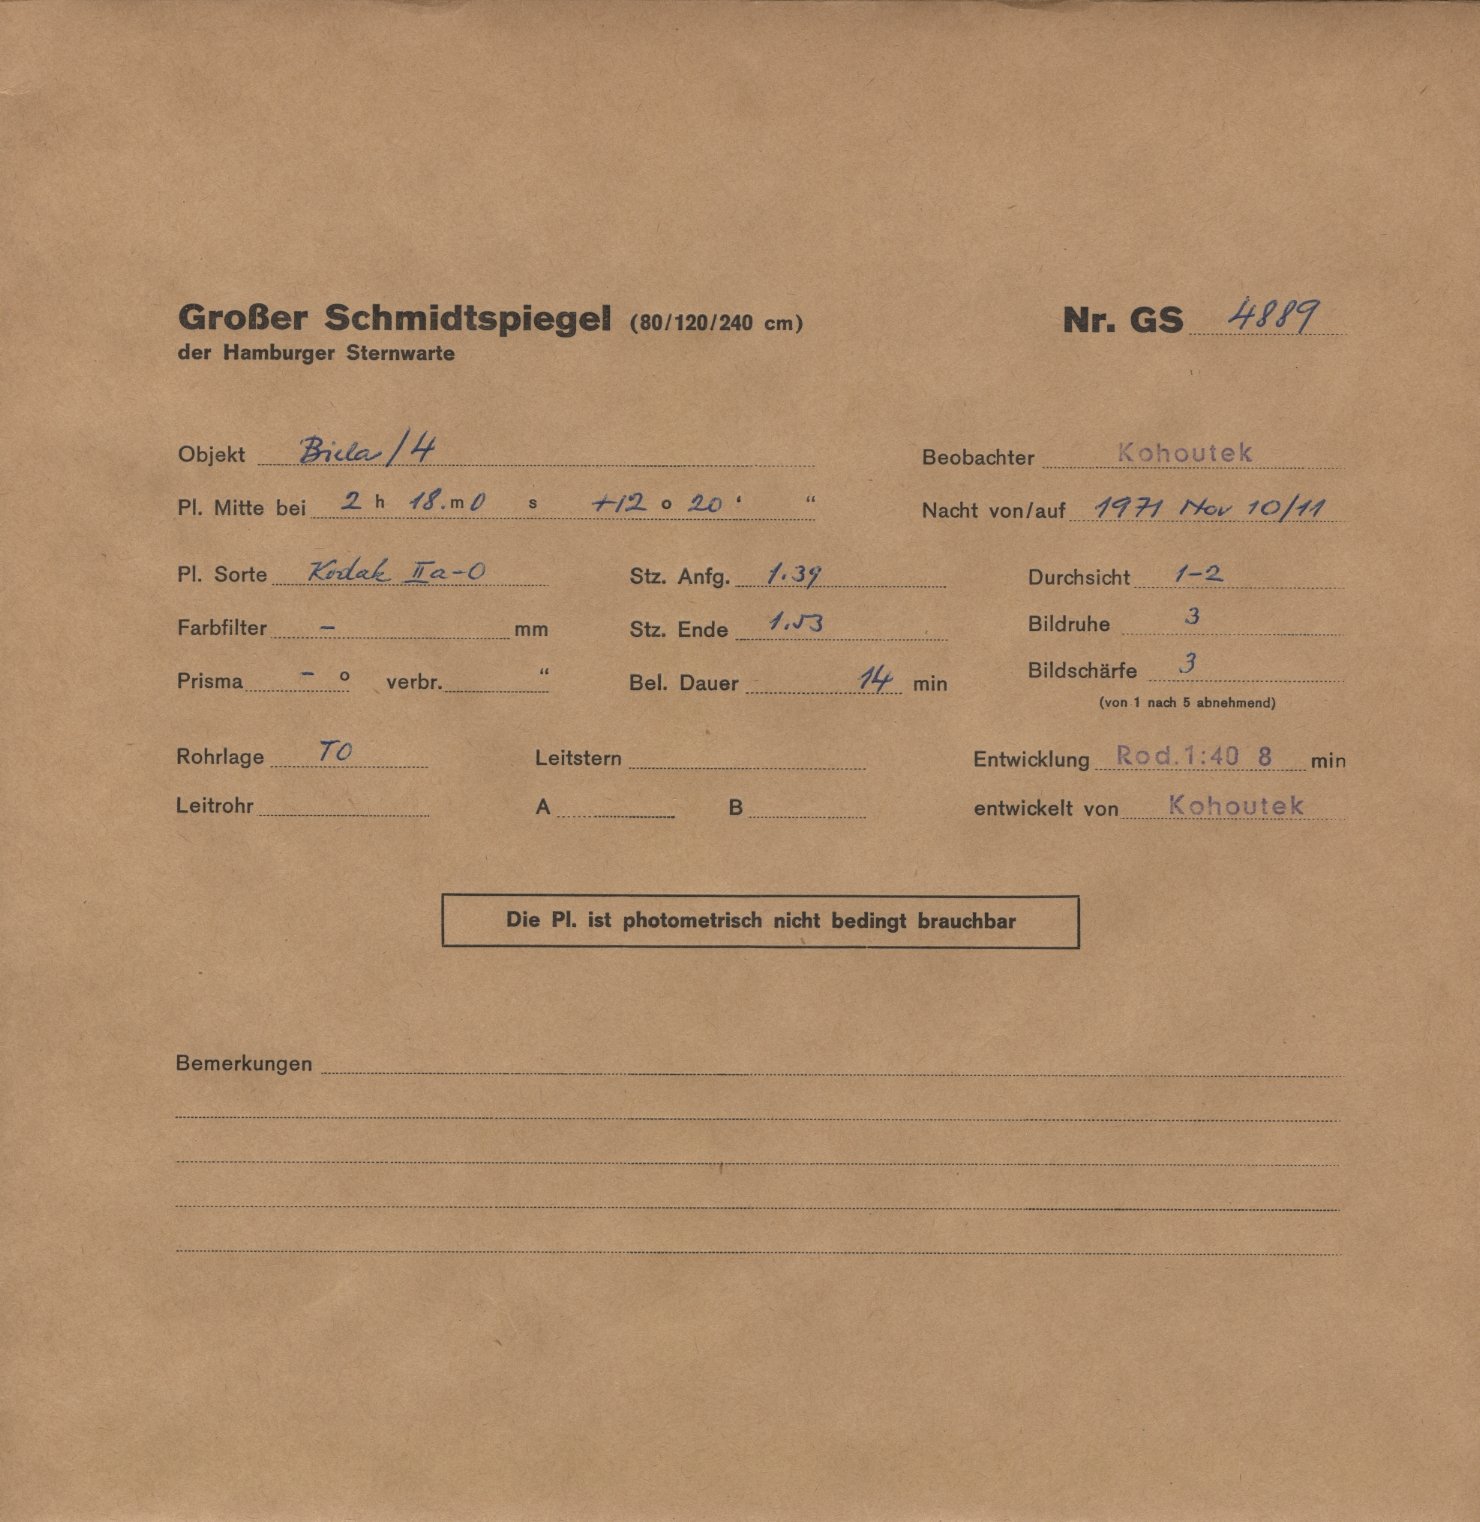 Großer Schmidtspiegel (80/120/240 cm) Nr. GS 4889
der Hamburger Sternwarte
Objekt Biela/4 Beobachter Kohoutek
Pl. Mitte bei 2 h 18.m0 s +12 o 20 ‘ “ Nacht von/auf 1971 Nov 10/11
Pl. Sorte Kodak IIa-O Stz. Anfg. 1.39 Durchsicht 1-2
Farbfilter – mm Stz. Ende 1.53 Bildruhe 3
Prisma – o verbr. “ Bel. Dauer 14 min Bildschärfe 3
(von 1 nach 5 abnehmend)
Rohrlage TO Leitstern Entwicklung Rod.1:40 8 min
Leitrohr A B entwickelt von Kohoutek
Die Pl. ist photometrisch nicht bedingt brauchbar
Bemerkungen